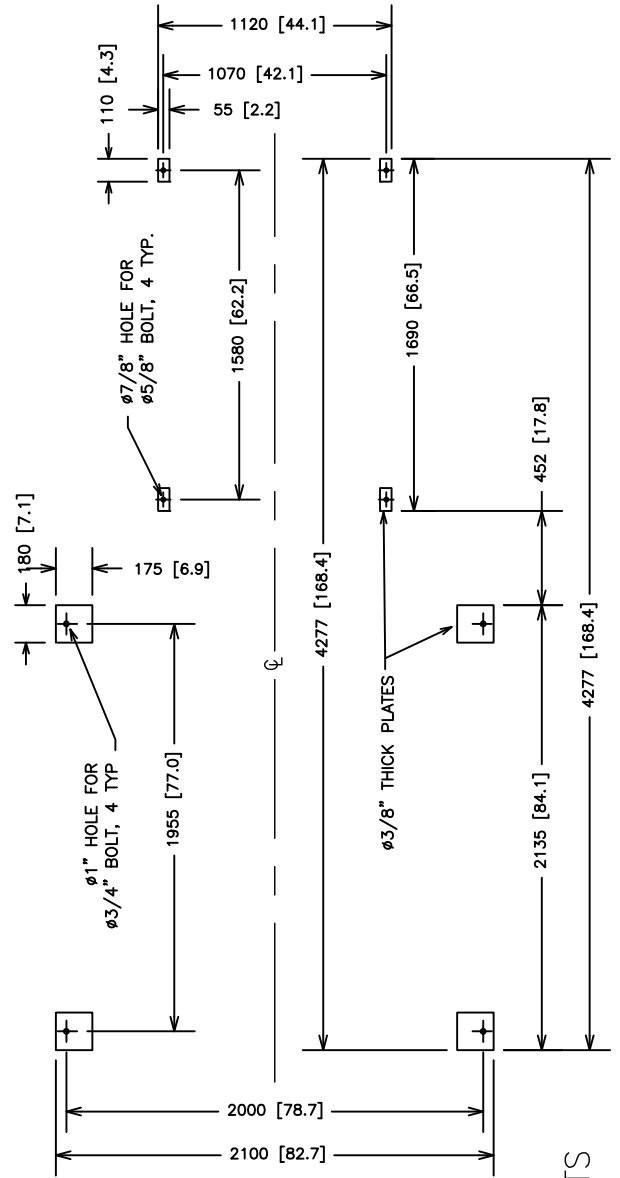 1120 [44.1]
1070 [42.1]
55 [2.2]
110 [4.3]
ø7/8" HOLE FOR
ø5/8" BOLT, 4 TYP.
1580 [62.2]
1690 [66.5]
452 [17.8]
180 [7.1]
175 [6.9]
4277 [168.4]
4277 [168.4]
℄
ø3/8" THICK PLATES
ø1" HOLE FOR
ø3/4" BOLT, 4 TYP
1955 [77.0]
2135 [84.1]
2000 [78.7]
2100 [82.7]
TS